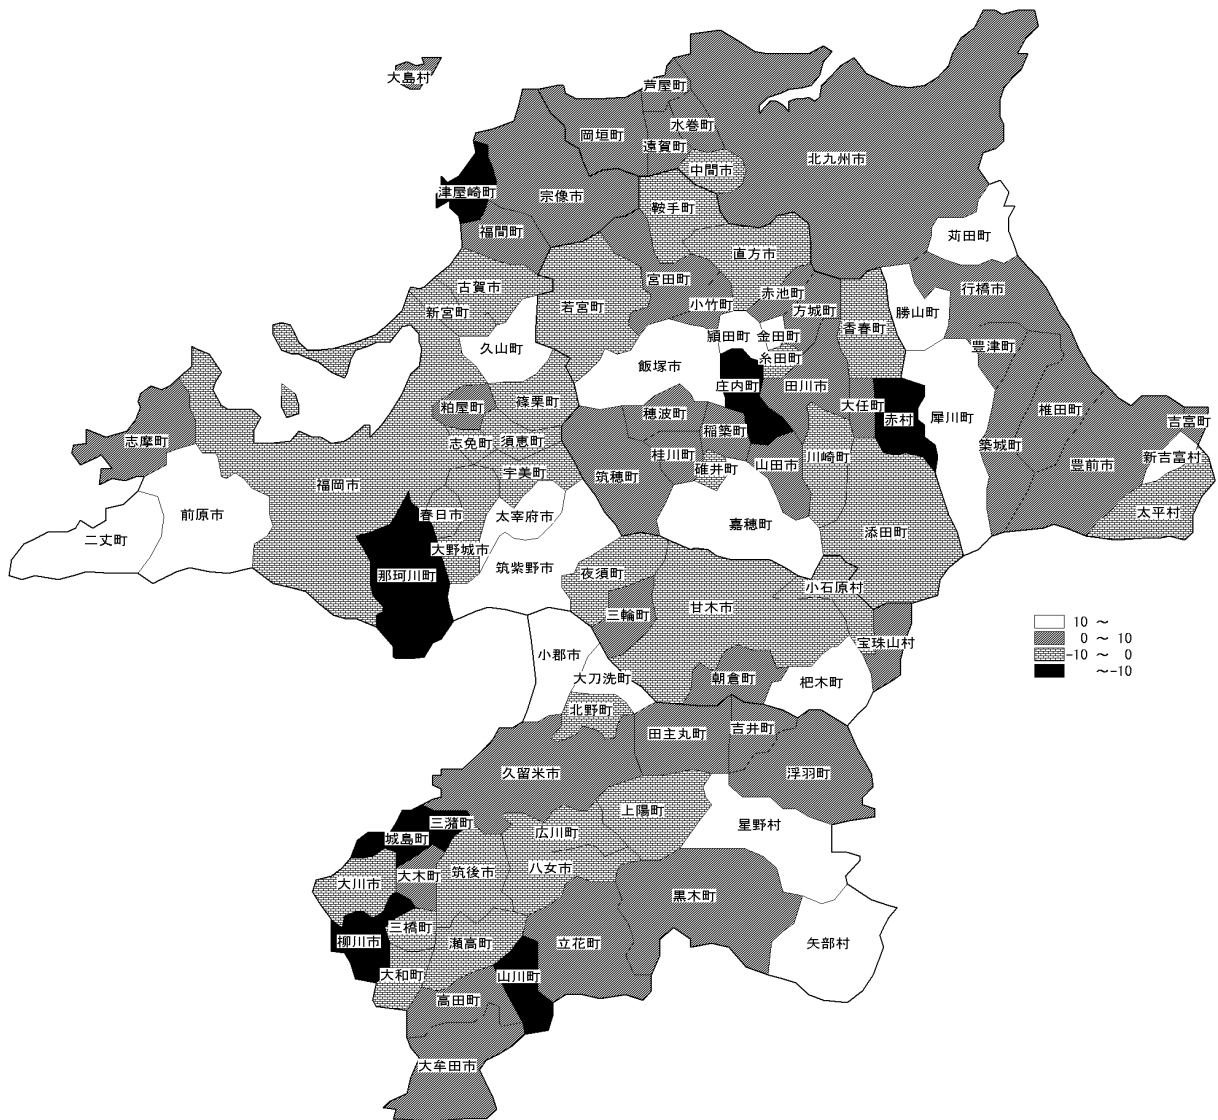 大島村
芦屋町
水巻町
岡垣町
遠賀町
北九州市
中間市
津屋崎町
宗像市
鞍手町
福間町
苅田町
直方市
宮田町
古賀市
赤池町
行橋市
若宮町
小竹町
方城町
新宮町
勝山町
香春町
頴田町
金田町
久山町
豊津町
糸田町
飯塚市
庄内町
田川市
篠栗町
大任町
粕屋町
椎田町
穂波町
赤村
犀川町
吉富町
稲築町
志摩町
志免町
須恵町
築城町
桂川町
川崎町
新吉富村
碓井町
山田市
豊前市
宇美町
筑穂町
福岡市
太平村
春日市
太宰府市
前原市
嘉穂町
添田町
二丈町
大野城市
筑紫野市
夜須町
那珂川町
小石原村
甘木市
三輪町
宝珠山村
小郡市
大刀洗町
朝倉町
杷木町
北野町
吉井町
田主丸町
久留米市
浮羽町
上陽町
三潴町
星野村
広川町
城島町
八女市
筑後市
大木町
大川市
黒木町
三橋町
柳川市
瀬高町
立花町
矢部村
大和町
山川町
高田町
大牟田市
10 ～
0 ～ 10
-10 ～ 0
～-10